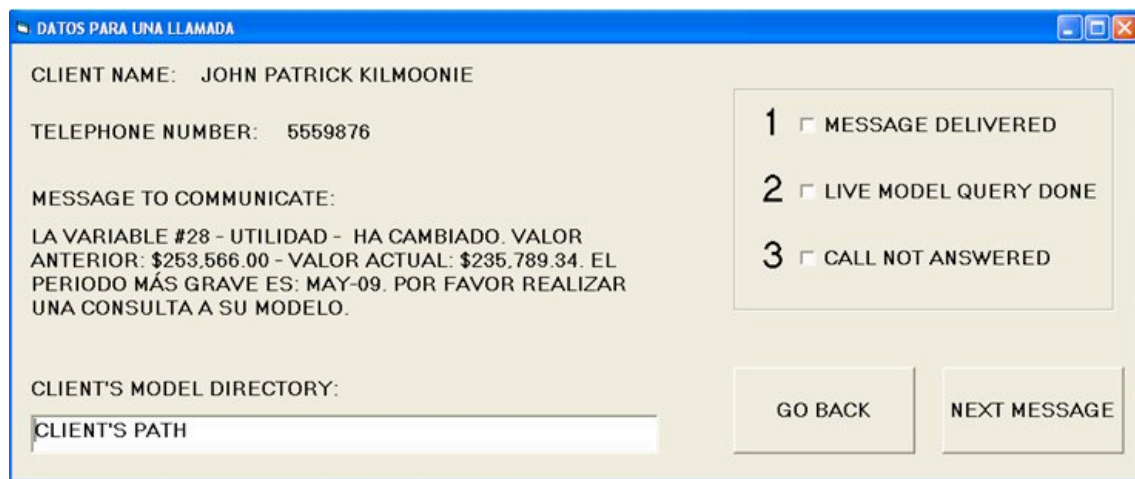 DATOS PARA UNA LLAMADA
CLIENT NAME: JOHN PATRICK KILMOONIE
TELEPHONE NUMBER: 5559876
MESSAGE TO COMMUNICATE:
LA VARIABLE #28 - UTILIDAD - HA CAMBIADO. VALOR
ANTERIOR: $253,566.00 - VALOR ACTUAL: $235,789.34. EL
PERIODO MÁS GRAVE ES: MAY-09. POR FAVOR REALIZAR
UNA CONSULTA A SU MODELO.
CLIENT'S MODEL DIRECTORY:
CLIENT'S PATH
1 MESSAGE DELIVERED
2 LIVE MODEL QUERY DONE
3 CALL NOT ANSWERED
GO BACK
NEXT MESSAGE